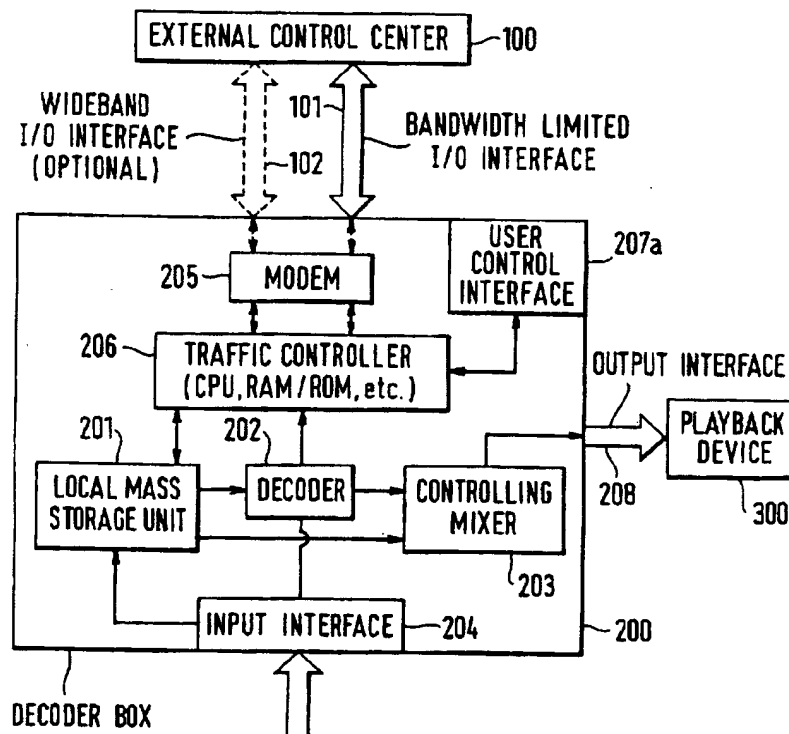 EXTERNAL CONTROL CENTER
100
WIDEBAND
I/O INTERFACE
(OPTIONAL)
101
102
BANDWIDTH LIMITED
I/O INTERFACE
205
MODEM
USER
CONTROL
INTERFACE
207a
206
TRAFFIC CONTROLLER
(CPU, RAM/ROM, etc.)
OUTPUT INTERFACE
201
202
LOCAL MASS
STORAGE UNIT
DECODER
CONTROLLING
MIXER
208
PLAYBACK
DEVICE
300
203
INPUT INTERFACE
204
200
DECODER BOX